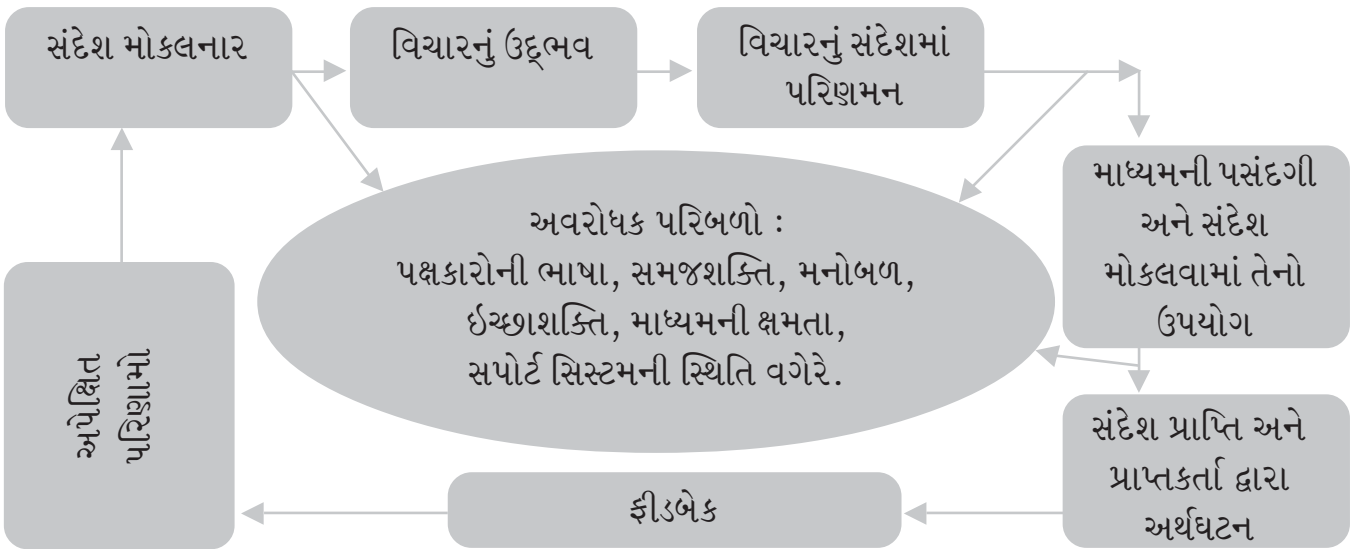 સંદેશ મોકલનાર
વિચારનું ઉદ્ભવ
વિચારનું સંદેશમાં
પરિણમન
માધ્યમની પસંદગી
અને સંદેશ
મોકલવામાં તેનો
ઉપયોગ
સંદેશ પ્રાપ્તિ અને
પ્રાપ્તકર્તા દ્વારા
અર્થઘટન
ફીડબેક
અપેક્ષિત
પરિણામો
અવરોધક પરિબળો :
પક્ષકારોની ભાષા, સમજશક્તિ, મનોબળ,
ઇચ્છાશક્તિ, માધ્યમની ક્ષમતા,
સપોર્ટ સિસ્ટમની સ્થિતિ વગેરે.